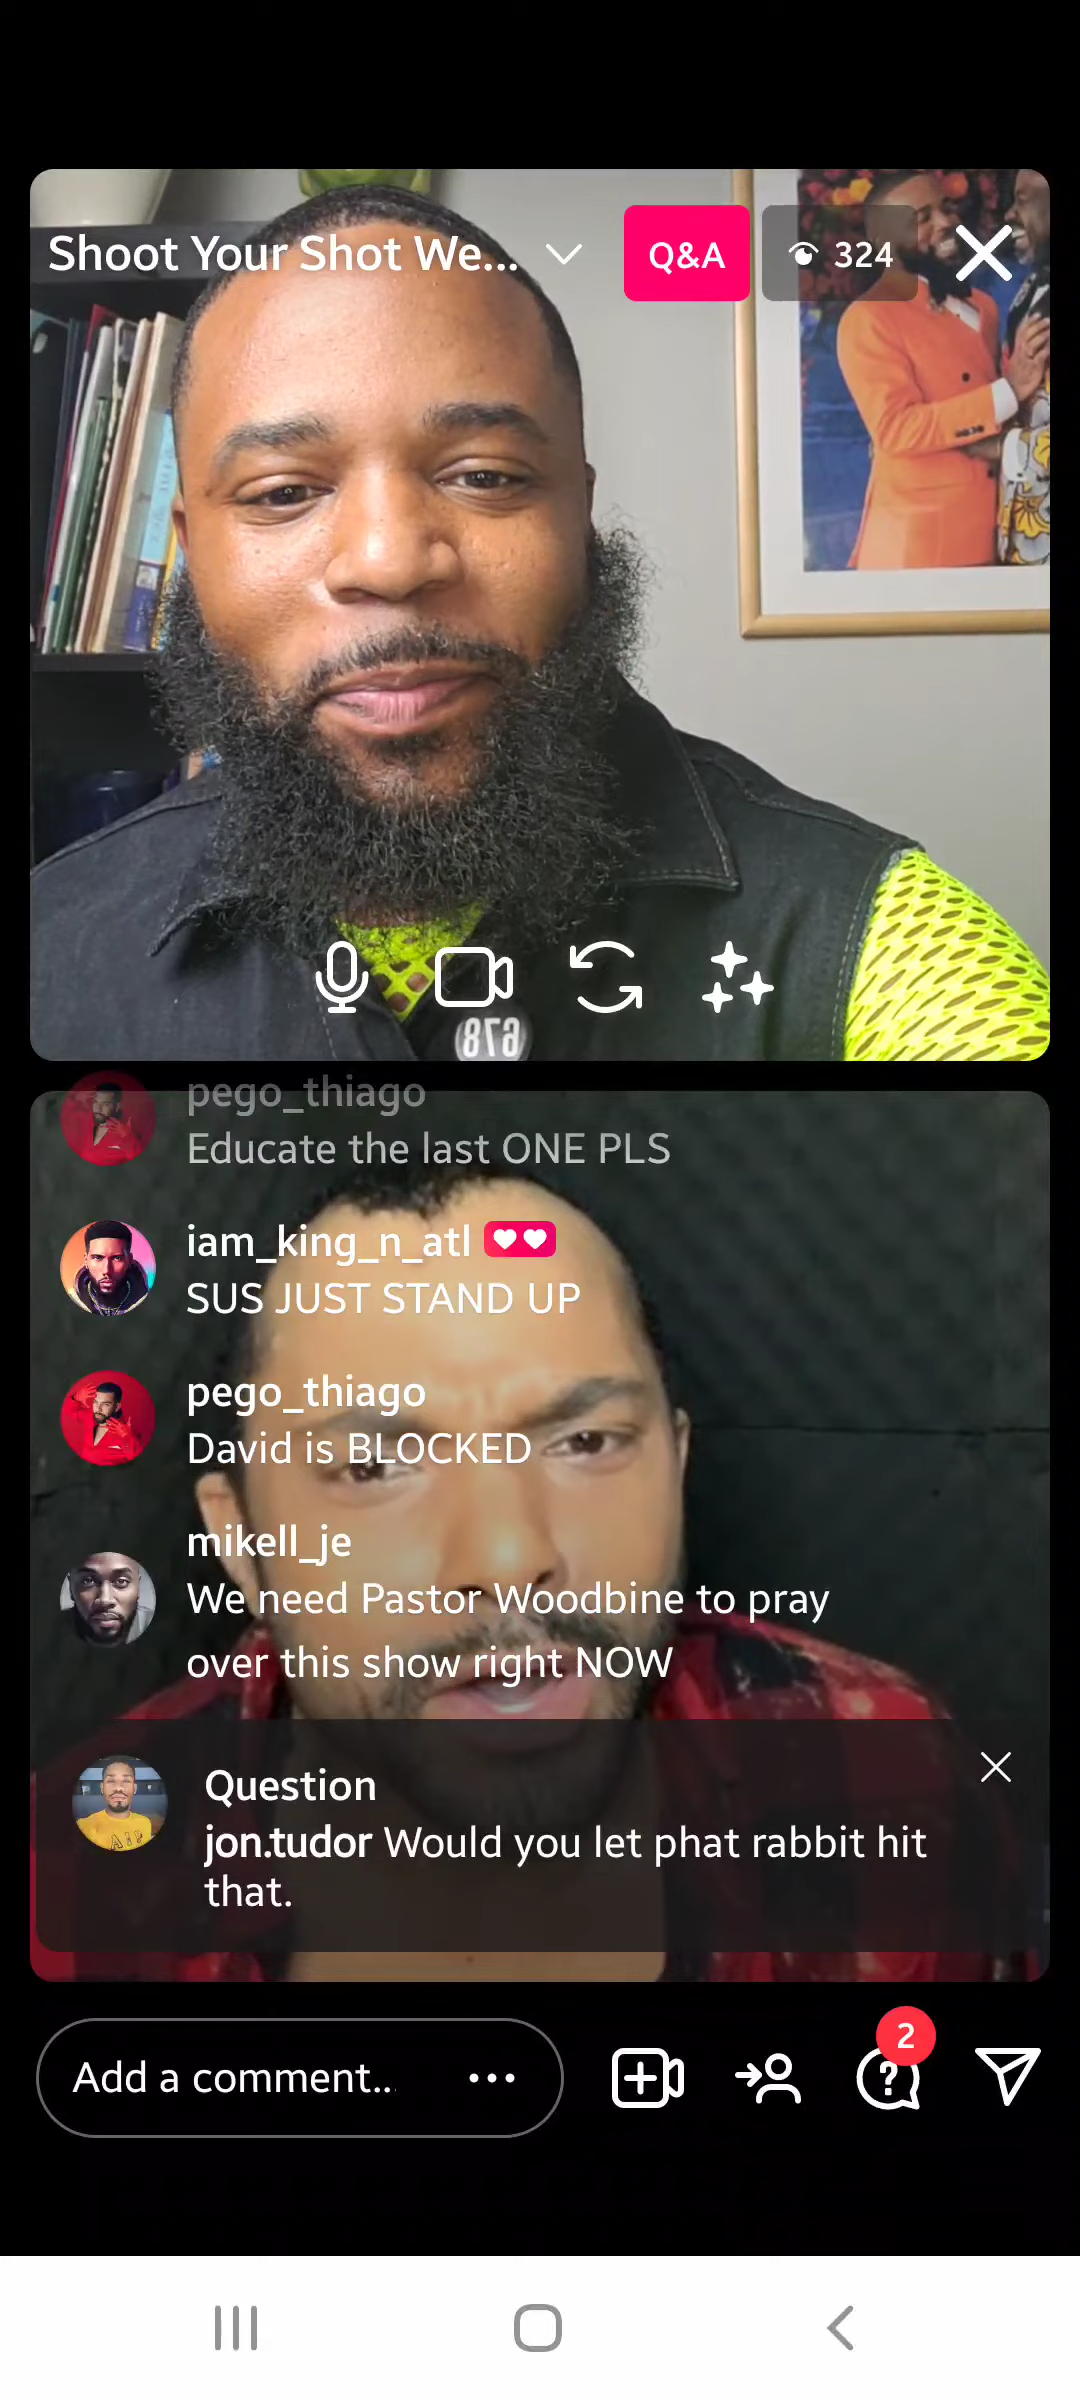 Shoot Your Shot We...
Q&A
324
678
pego_thiago
Educate the last ONE PLS
iam_king_n_atl
SUS JUST STAND UP
pego_thiago
David is BLOCKED
mikell_je
We need Pastor Woodbine to pray
over this show right NOW
Question
jon.tudor Would you let phat rabbit hit
that.
AIP
2
Add a comment...